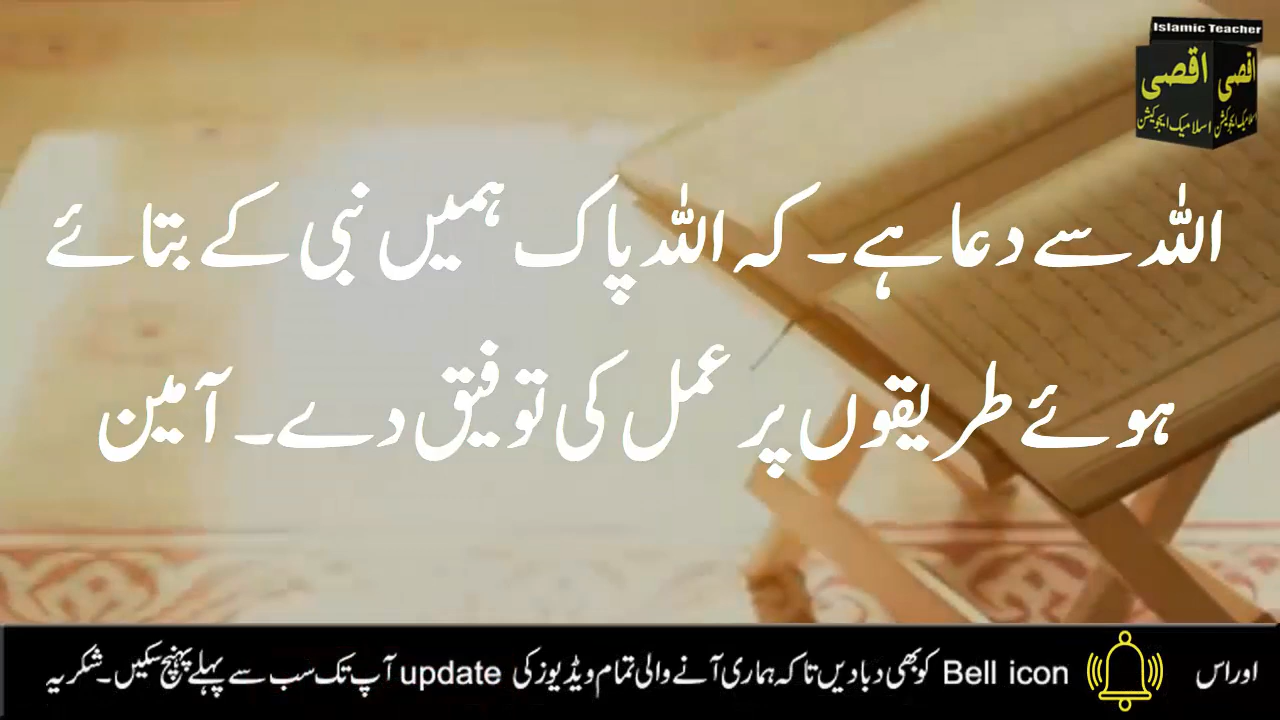 Islamic Teacher
اقصی اقصی
اسلامیک ایجوکیشن اسلامیک ایجوکیشن
اللہ سے دعا ہے۔ کہ اللہ پاک ہمیں نبی کے بتائے
ہوئے طریقوں پر عمل کی توفیق دے۔ آمین
اور اس Bell icon کو بھی دبا دیں تاکہ ہماری آنے والی تمام ویڈیوز کی update آپ تک سب سے پہلے پہنچ سکیں۔ شکریہ